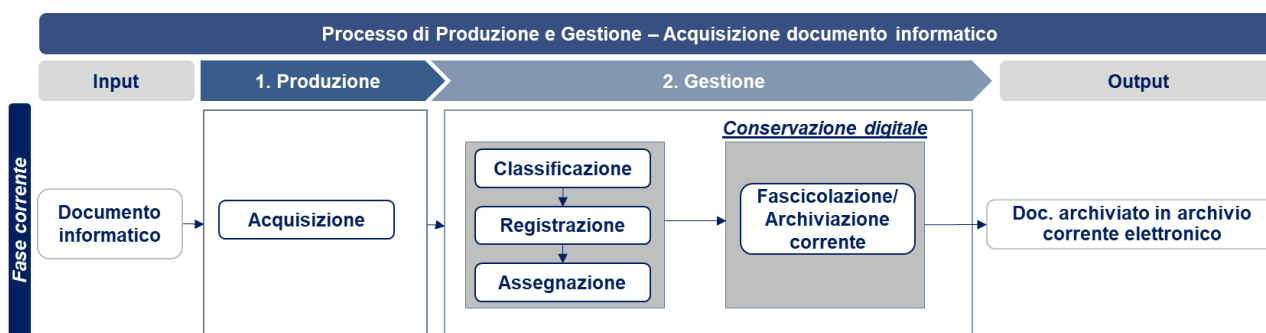 Processo di Produzione e Gestione – Acquisizione documento informatico
Input
1. Produzione
2. Gestione
Output
Fase corrente
Documento
informatico
Acquisizione
Classificazione
Registrazione
Assegnazione
Conservazione digitale
Fascicolazione/
Archiviazione
corrente
Doc. archiviato in archivio
corrente elettronico